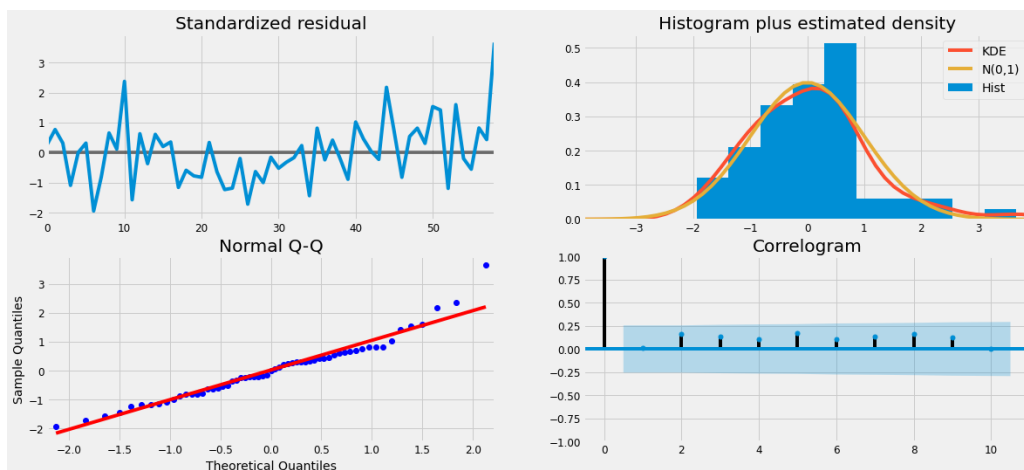 Standardized residual
3
2
1
0
−1
−2
0 10 20 30 40 50
Histogram plus estimated density
0.5
0.4
0.3
0.2
0.1
0.0
−3 −2 −1 0 1 2 3
KDE
N(0,1)
Hist
Normal Q-Q
Sample Quantiles
3
2
1
0
−1
−2
−2.0 −1.5 −1.0 −0.5 0.0 0.5 1.0 1.5 2.0
Theoretical Quantiles
Correlogram
1.00
0.75
0.50
0.25
0.00
−0.25
−0.50
−0.75
−1.00
0 2 4 6 8 10